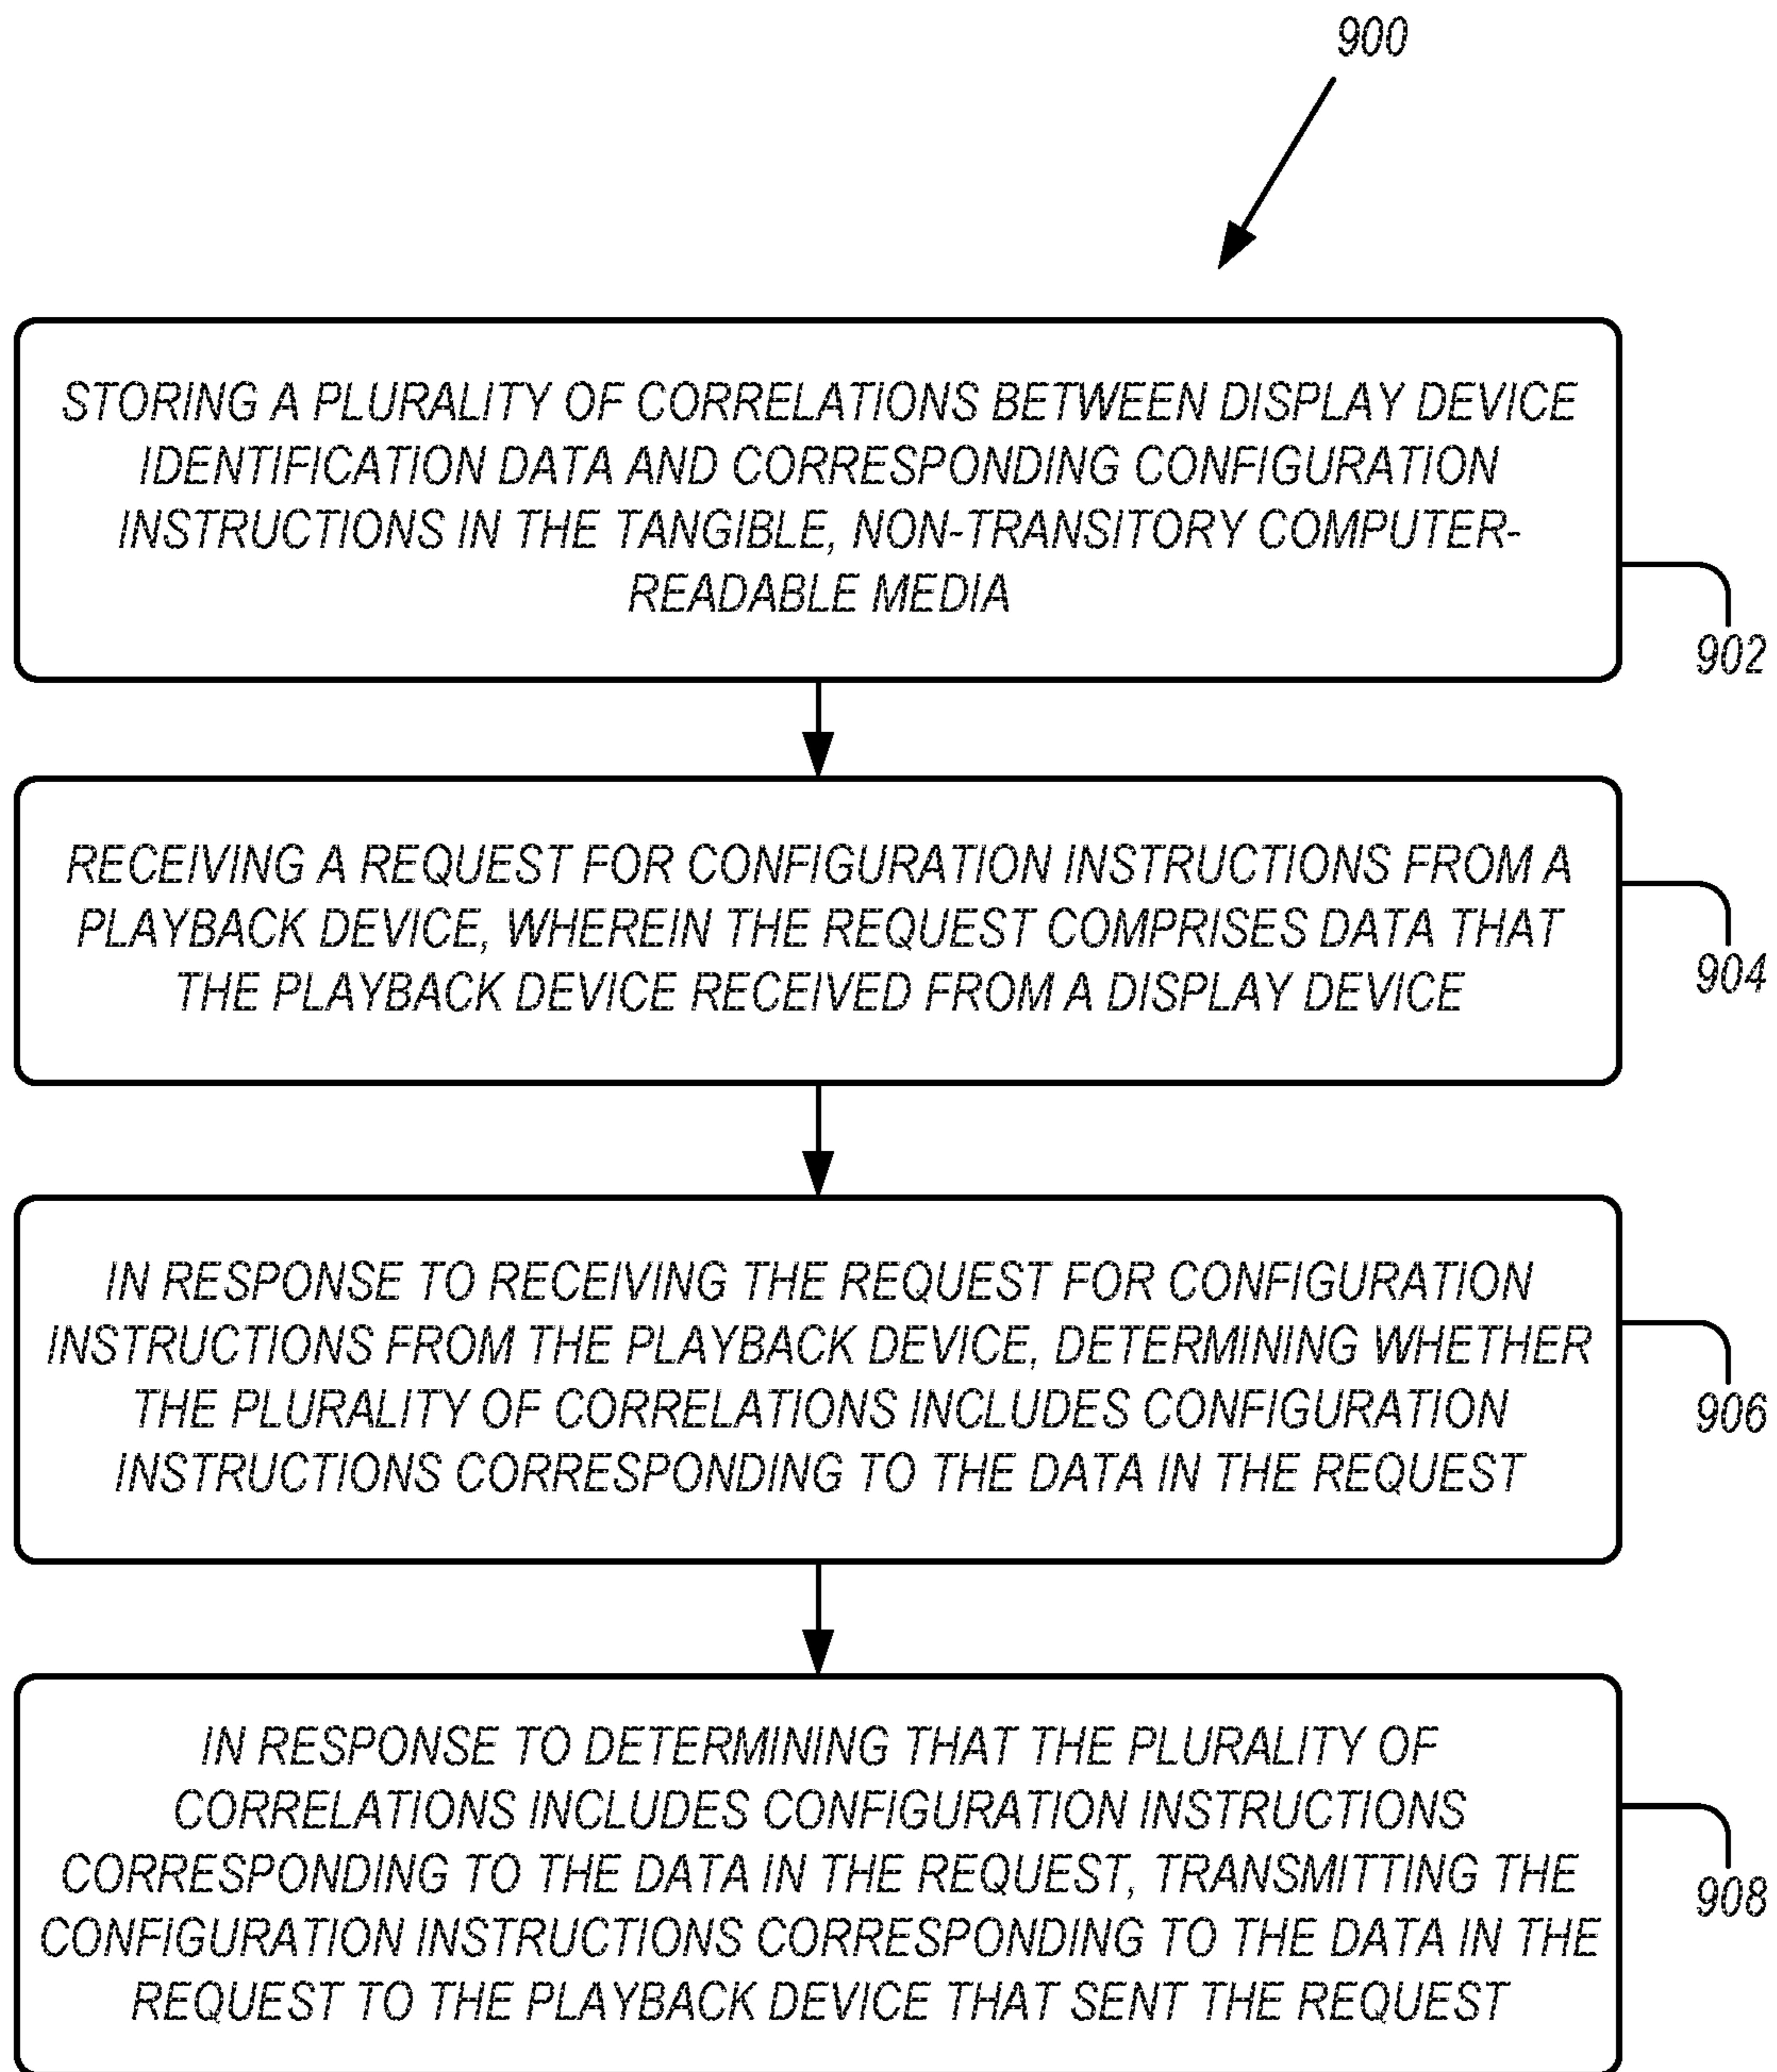 900
STORING A PLURALITY OF CORRELATIONS BETWEEN DISPLAY DEVICE
IDENTIFICATION DATA AND CORRESPONDING CONFIGURATION
INSTRUCTIONS IN THE TANGIBLE, NON-TRANSITORY COMPUTER-
READABLE MEDIA
902
RECEIVING A REQUEST FOR CONFIGURATION INSTRUCTIONS FROM A
PLAYBACK DEVICE, WHEREIN THE REQUEST COMPRISES DATA THAT
THE PLAYBACK DEVICE RECEIVED FROM A DISPLAY DEVICE
904
IN RESPONSE TO RECEIVING THE REQUEST FOR CONFIGURATION
INSTRUCTIONS FROM THE PLAYBACK DEVICE, DETERMINING WHETHER
THE PLURALITY OF CORRELATIONS INCLUDES CONFIGURATION
INSTRUCTIONS CORRESPONDING TO THE DATA IN THE REQUEST
906
IN RESPONSE TO DETERMINING THAT THE PLURALITY OF
CORRELATIONS INCLUDES CONFIGURATION INSTRUCTIONS
CORRESPONDING TO THE DATA IN THE REQUEST, TRANSMITTING THE
CONFIGURATION INSTRUCTIONS CORRESPONDING TO THE DATA IN THE
REQUEST TO THE PLAYBACK DEVICE THAT SENT THE REQUEST
908